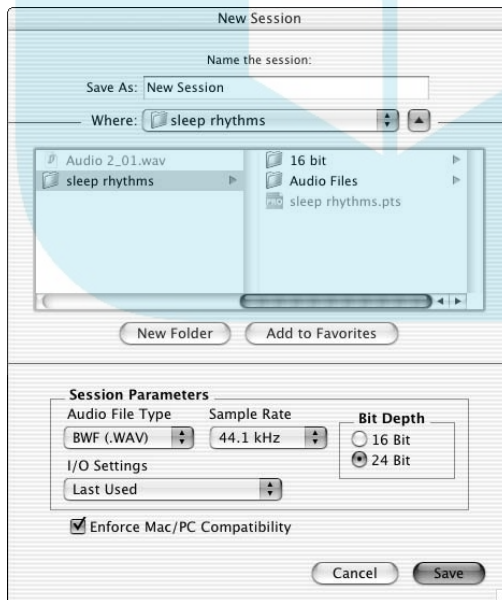 New Session
Name the session:
Save As: New Session
Where: sleep rhythms
Audio 2_01.wav
sleep rhythms
16 bit
Audio Files
sleep rhythms.pts
New Folder
Add to Favorites
Session Parameters
Audio File Type
Sample Rate
Bit Depth
BWF (.WAV)
44.1 kHz
16 Bit
24 Bit
I/O Settings
Last Used
Enforce Mac/PC Compatibility
Cancel
Save